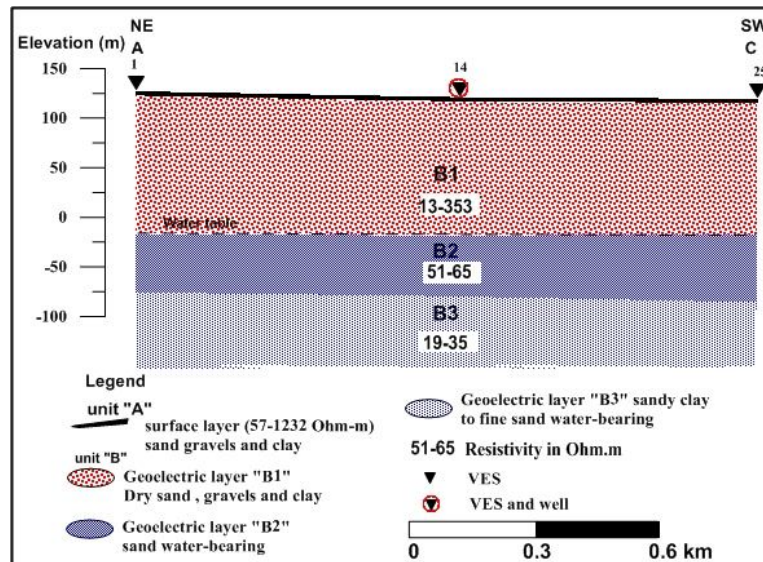 NE
SW
Elevation (m)
A
C
1
14
25
150
100
50
0
-50
-100
B1
13-353
Water table
B2
51-65
B3
19-35
Legend
unit "A"
surface layer (57-1232 Ohm-m)
sand gravels and clay
unit "B"
Geoelectric layer "B1"
Dry sand , gravels and clay
Geoelectric layer "B2"
sand water-bearing
Geoelectric layer "B3" sandy clay
to fine sand water-bearing
51-65 Resistivity in Ohm.m
VES
VES and well
0 0.3 0.6 km